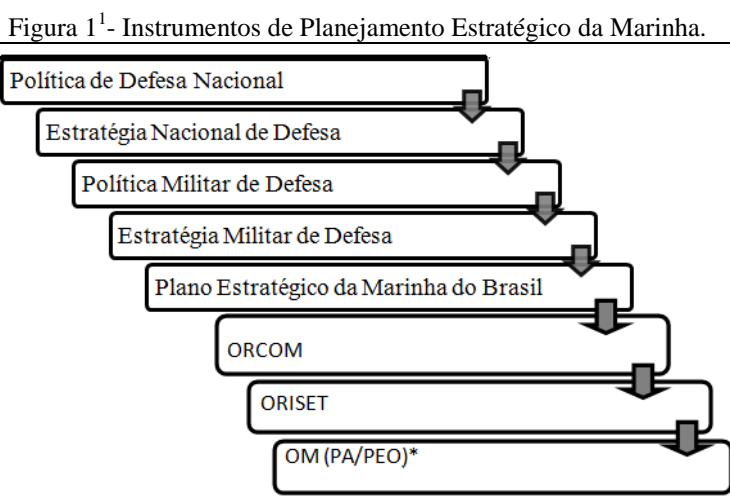 Figura 1¹- Instrumentos de Planejamento Estratégico da Marinha.
Política de Defesa Nacional
Estratégia Nacional de Defesa
Política Militar de Defesa
Estratégia Militar de Defesa
Plano Estratégico da Marinha do Brasil
ORCOM
ORISET
OM (PA/PEO)*